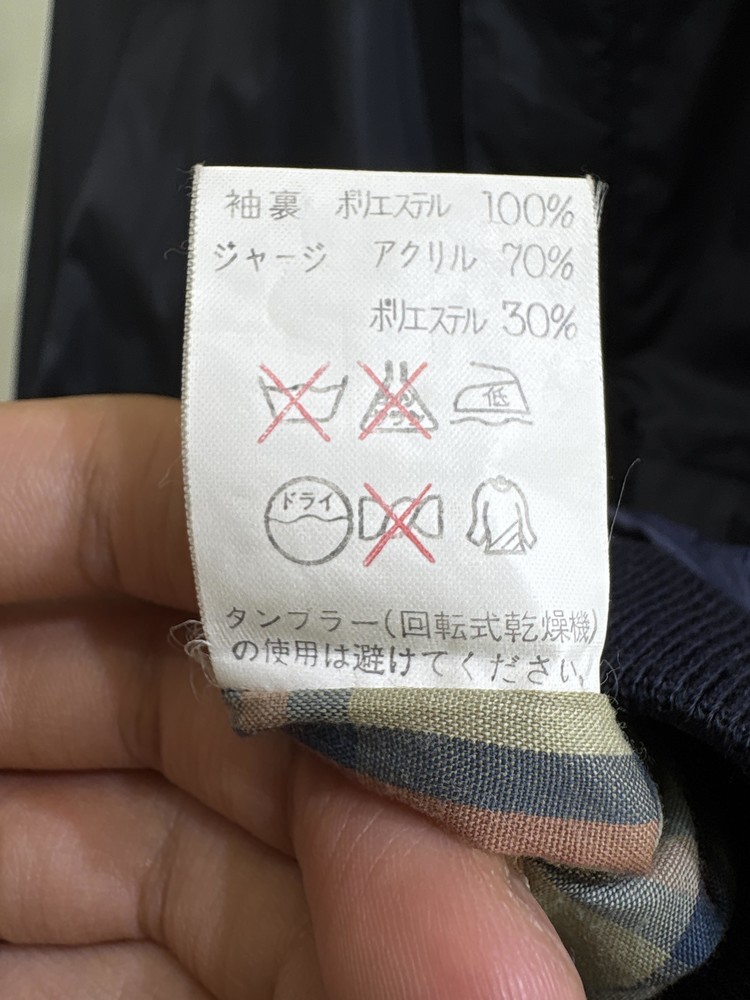 袖裏 ポリエステル 100%
ジャージ アクリル 70%
ポリエステル 30%
低
ドライ
タンブラー(回転式乾燥機)
の使用は避けてください。